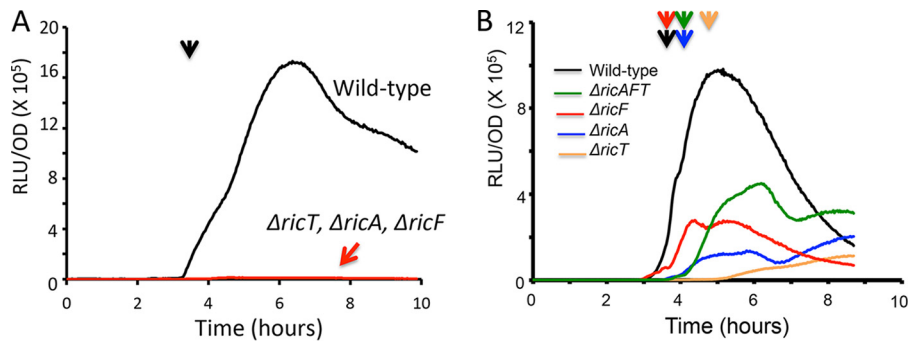 A
RLU/OD (X 10⁵)
20
16
12
8
4
0
Wild-type
ΔricT, ΔricA, ΔricF
0 2 4 6 8 10
Time (hours)
B
RLU/OD (X 10⁵)
12
8
4
0
Wild-type
ΔricAFT
ΔricF
ΔricA
ΔricT
0 1 2 3 4 6 8 10
Time (hours)